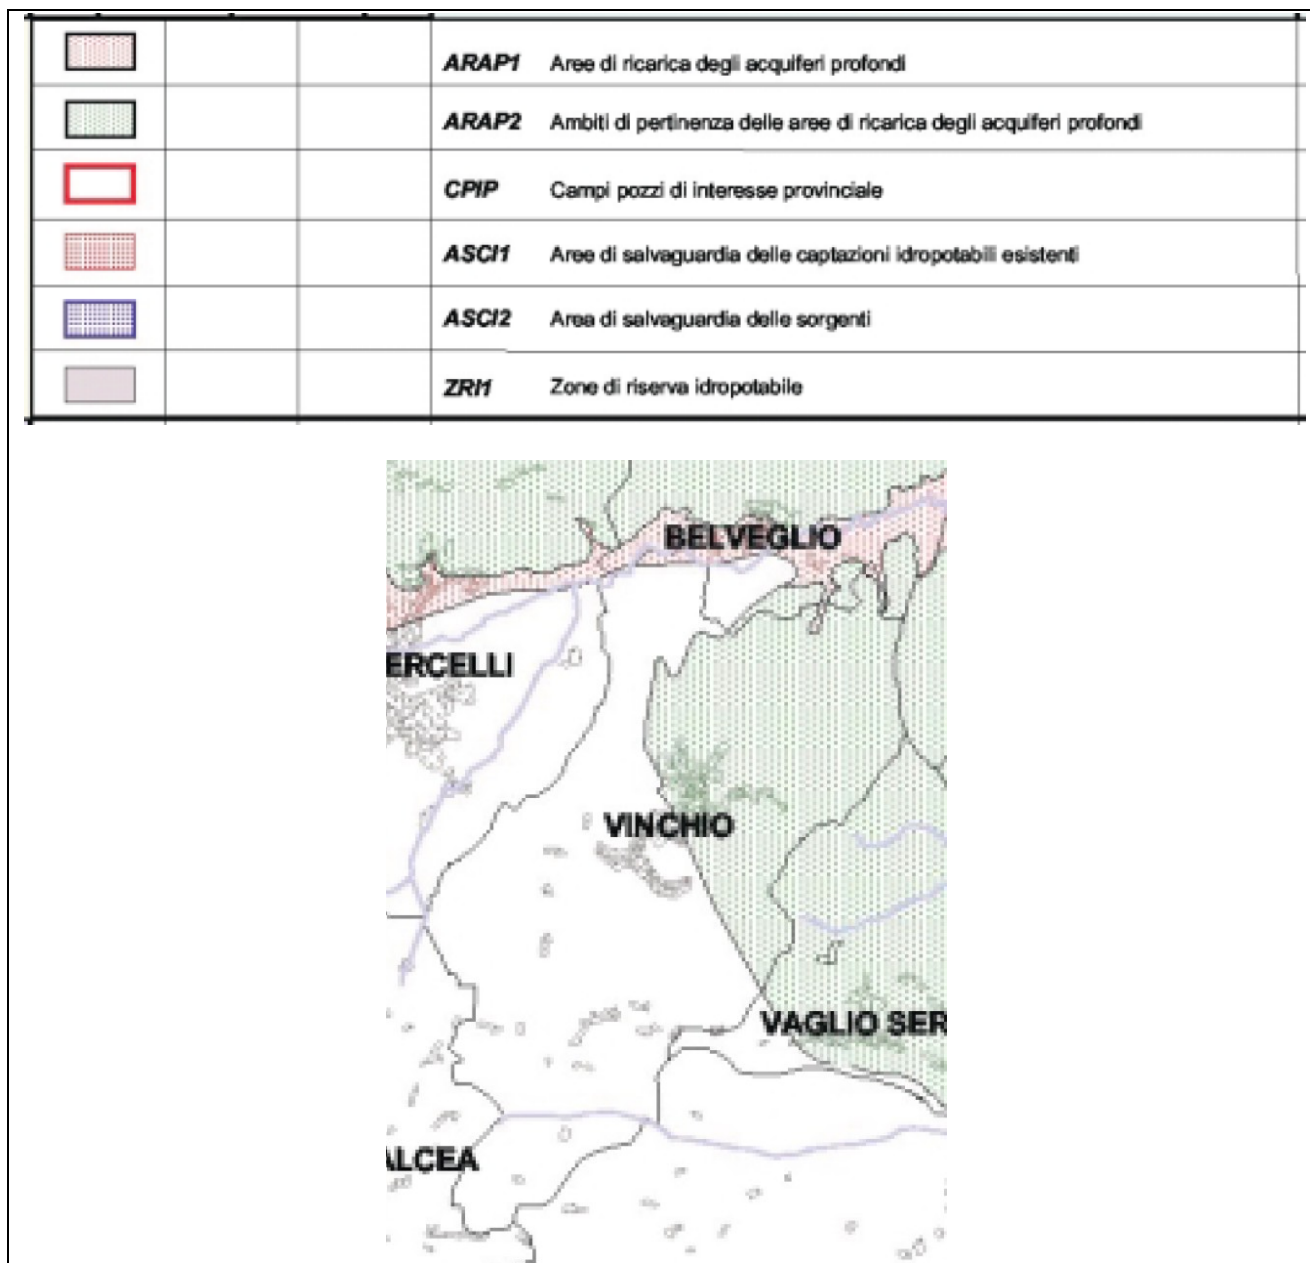 ARAP1 Aree di ricarica degli acquiferi profondi
ARAP2 Ambiti di pertinenza delle aree di ricarica degli acquiferi profondi
CPIP Campi pozzi di interesse provinciale
ASCI1 Aree di salvaguardia delle captazioni idropotabili esistenti
ASCI2 Area di salvaguardia delle sorgenti
ZRI1 Zone di riserva idropotabile
BELVEGLIO
ERCELLI
VINCHIO
VAGLIO SER
ALCEA